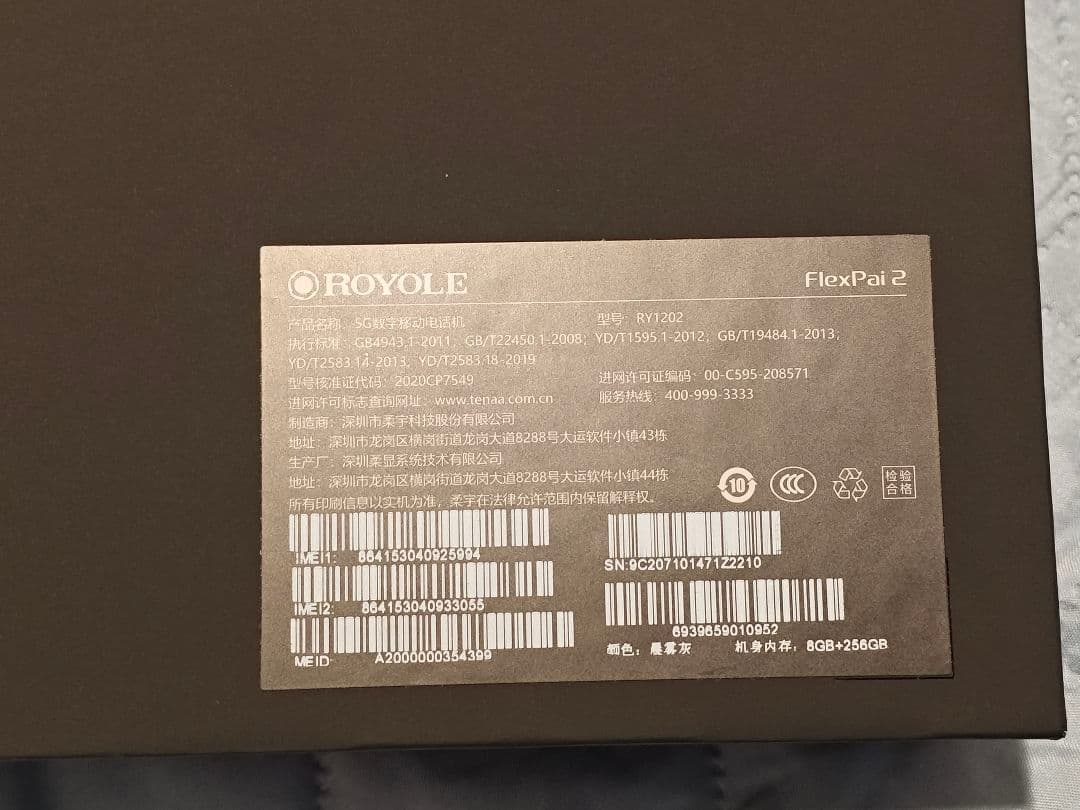 ROYOLE
FlexPai 2
产品名称：5G数字移动电话机 型号：RY1202
执行标准：GB4943.1-2011；GB/T22450.1-2008；YD/T1595.1-2012；GB/T19484.1-2013；
YD/T2583.14-2013；YD/T2583.18-2019
型号核准证代码：2020CP7549 进网许可证编码：00-C595-208571
进网许可标志查询网址：www.tenaa.com.cn 服务热线：400-999-3333
制造商：深圳市柔宇科技股份有限公司
地址：深圳市龙岗区横岗街道龙岗大道8288号大运软件小镇43栋
生产厂：深圳柔显系统技术有限公司
地址：深圳市龙岗区横岗街道龙岗大道8288号大运软件小镇44栋
所有印刷信息以实机为准，柔宇在法律允许范围内保留解释权。
10
CCC
检验
合格
IMEI1: 864153040925994
SN:9C207101471Z2210
IMEI2: 864153040933055
6939659010952
MEID: A2000000354399
颜色：晨雾灰 机身内存：8GB+256GB